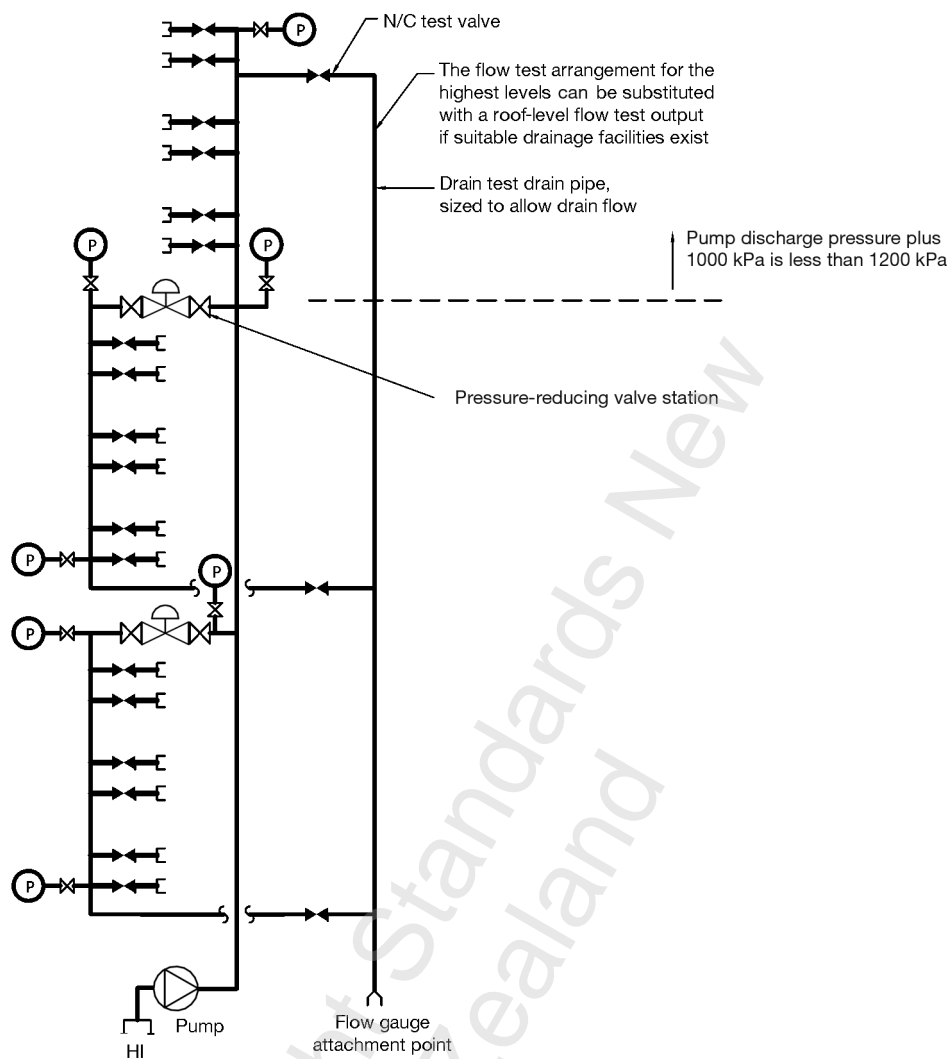 P
N/C test valve
The flow test arrangement for the
highest levels can be substituted
with a roof-level flow test output
if suitable drainage facilities exist
Drain test drain pipe,
sized to allow drain flow
P
P
Pump discharge pressure plus
1000 kPa is less than 1200 kPa
Pressure-reducing valve station
P
P
P
P
Pump
HI
Flow gauge
attachment point
ht Standards New
Zealand